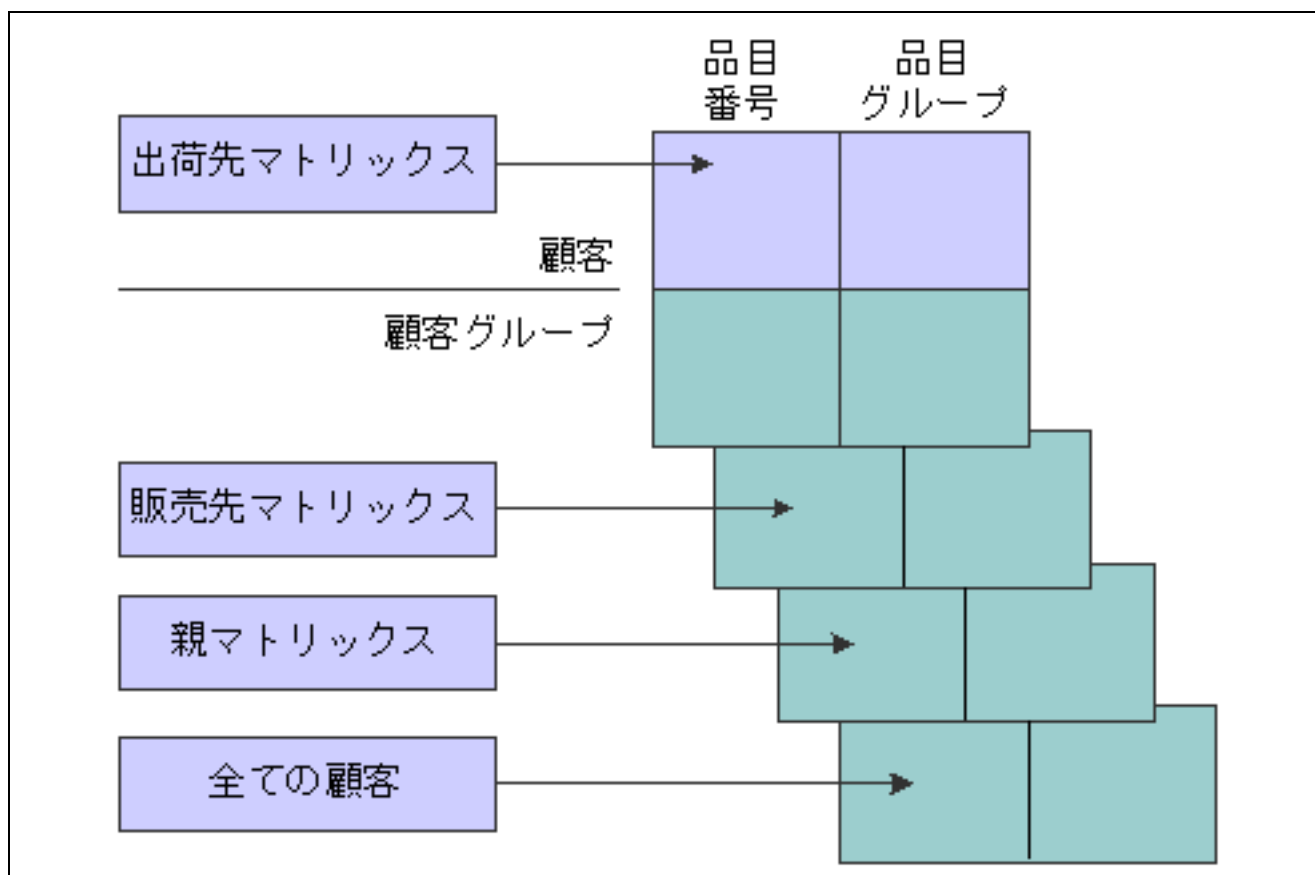 品目
番号
品目
グループ
出荷先マトリックス
顧客
顧客グループ
販売先マトリックス
親マトリックス
全ての顧客